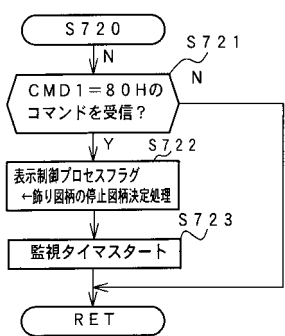 S720
N
S721
CMD1=80Hの
コマンドを受信？
N
Y
S722
表示制御プロセスフラグ
←飾り図柄の停止図柄決定処理
S723
監視タイマスタート
RET